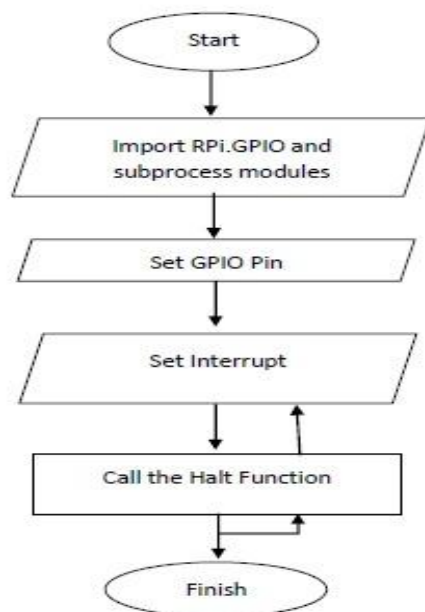 Start
Import RPi.GPIO and
subprocess modules
Set GPIO Pin
Set Interrupt
Call the Halt Function
Finish